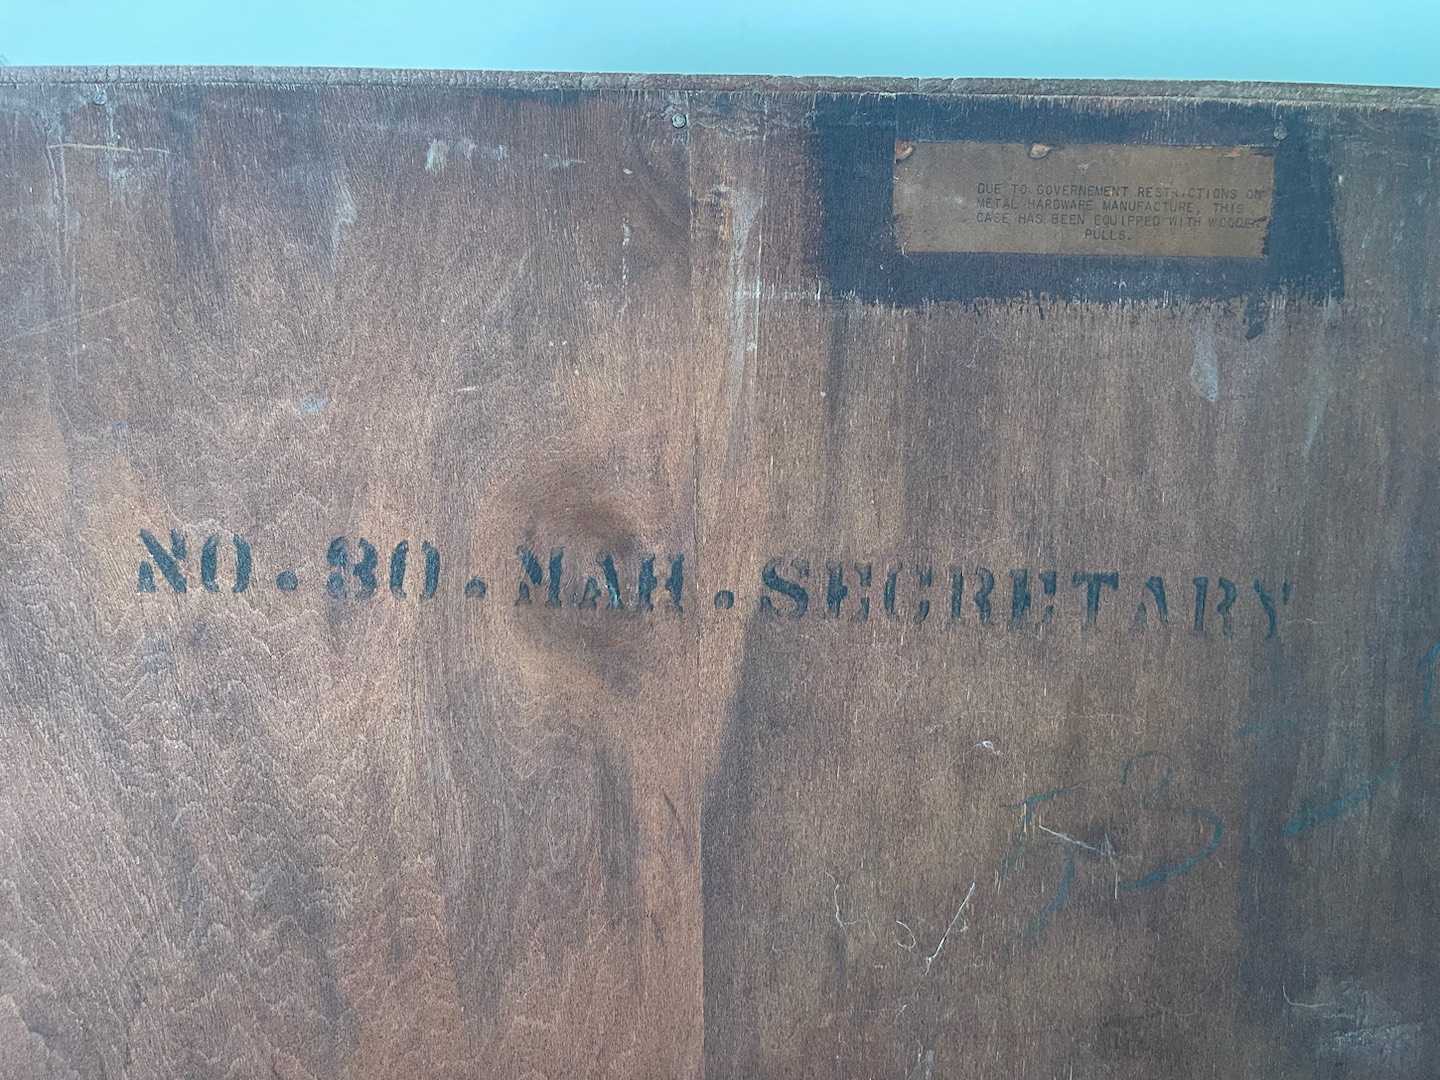 DUE TO GOVERNEMENT RESTRICTIONS ON
METAL HARDWARE MANUFACTURE, THIS
CASE HAS BEEN EQUIPPED WITH WOODEN
PULLS.
NO. 80. MAH. SECRETARY